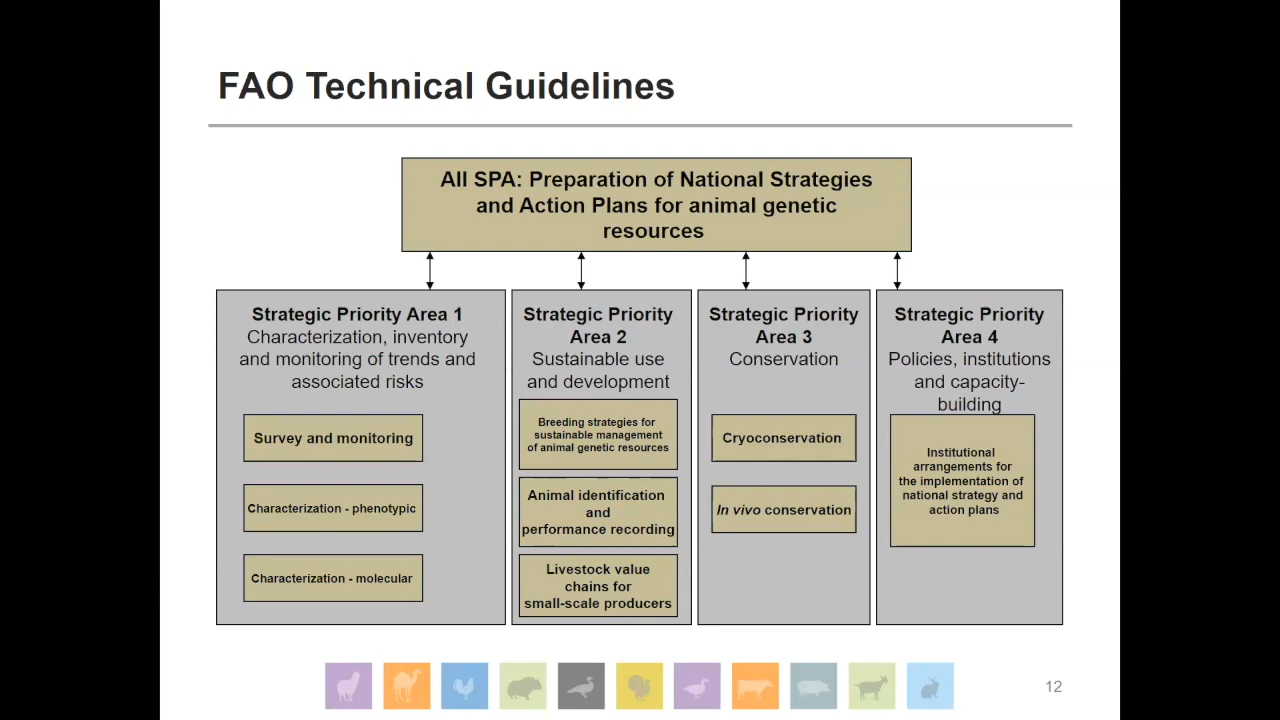 FAO Technical Guidelines
All SPA: Preparation of National Strategies
and Action Plans for animal genetic
resources
Strategic Priority Area 1
Characterization, inventory
and monitoring of trends and
associated risks
Survey and monitoring
Characterization - phenotypic
Characterization - molecular
Strategic Priority
Area 2
Sustainable use
and development
Breeding strategies for
sustainable management
of animal genetic resources
Animal identification
and
performance recording
Livestock value
chains for
small-scale producers
Strategic Priority
Area 3
Conservation
Cryoconservation
In vivo conservation
Strategic Priority
Area 4
Policies, institutions
and capacity-
building
Institutional
arrangements for
the implementation of
national strategy and
action plans
12